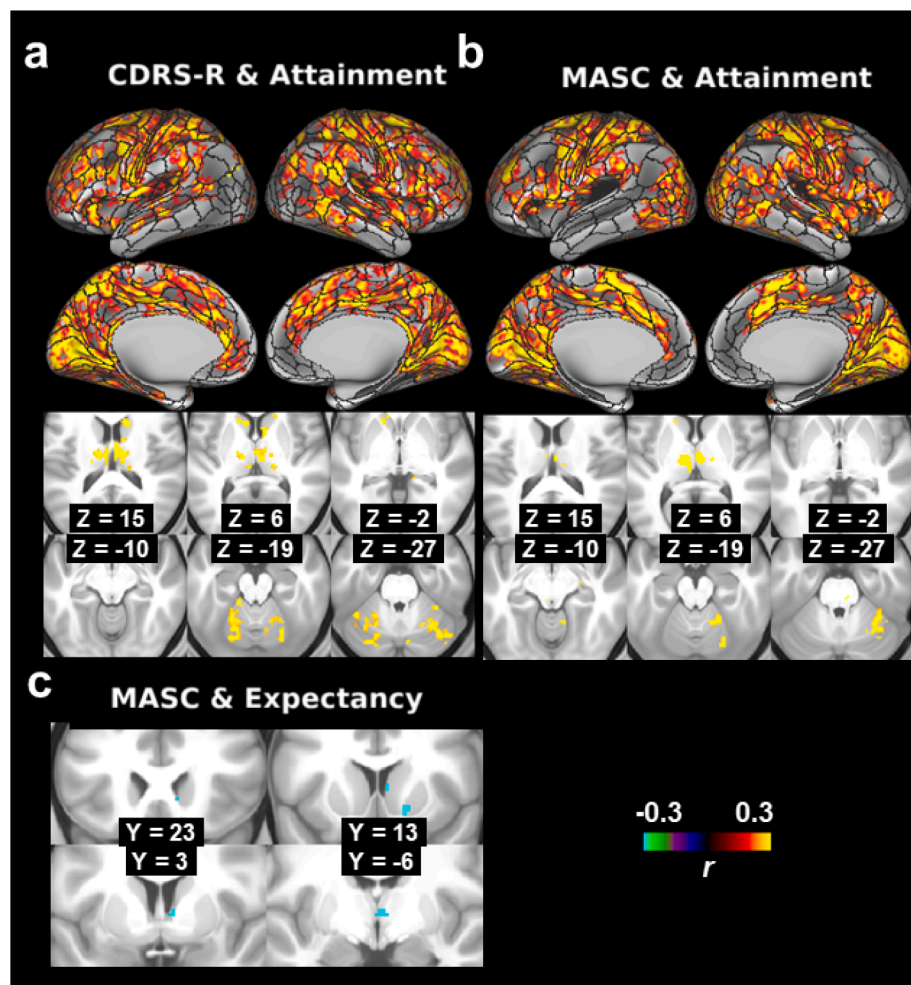 a
CDRS-R & Attainment
b
MASC & Attainment
Z = 15
Z = 6
Z = -2
Z = -10
Z = -19
Z = -27
Z = 15
Z = 6
Z = -2
Z = -10
Z = -19
Z = -27
c
MASC & Expectancy
Y = 23
Y = 13
Y = 3
Y = -6
-0.3 0.3
r